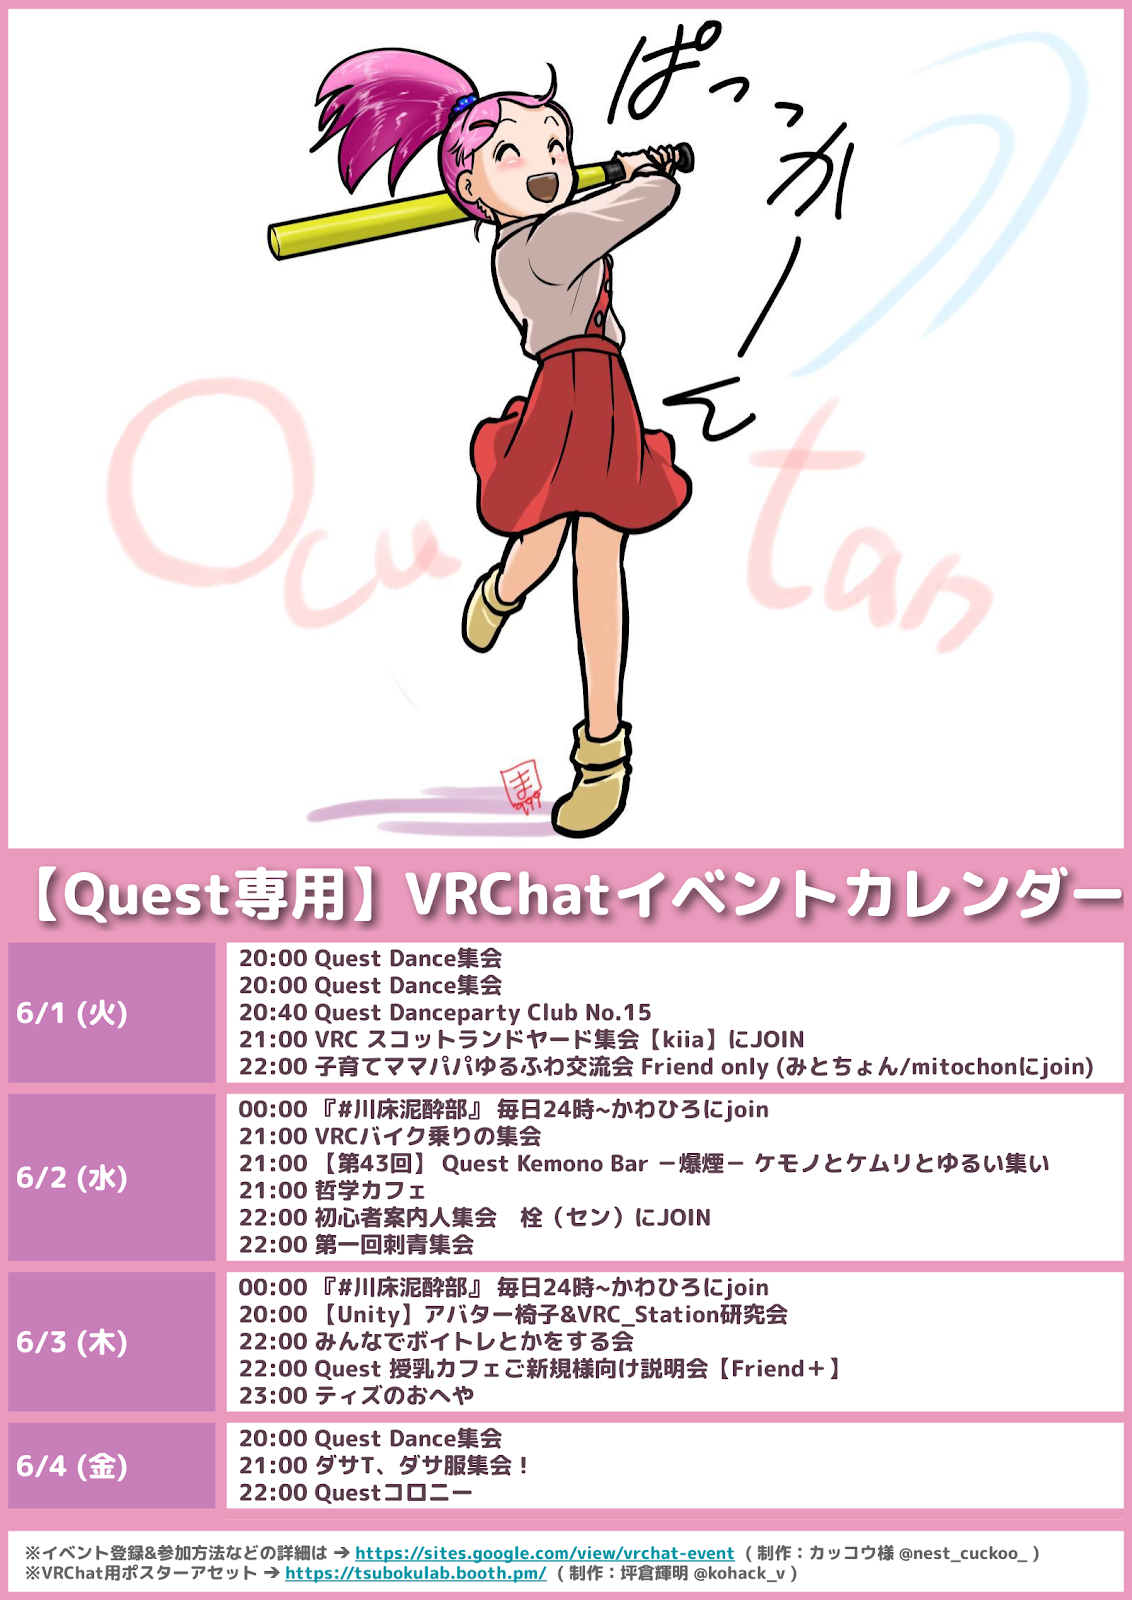 ぱっっかーん
Ocu tan
ま
999
【Quest専用】VRChatイベントカレンダー
6/1 (火)
20:00 Quest Dance集会
20:00 Quest Dance集会
20:40 Quest Danceparty Club No.15
21:00 VRC スコットランドヤード集会【kiia】にJOIN
22:00 子育てママパパゆるふわ交流会 Friend only (みとちょん/mitochonにjoin)
6/2 (水)
00:00 『#川床泥酔部』 毎日24時~かわひろにjoin
21:00 VRCバイク乗りの集会
21:00 【第43回】 Quest Kemono Bar －爆煙－ ケモノとケムリとゆるい集い
21:00 哲学カフェ
22:00 初心者案内人集会　栓（セン）にJOIN
22:00 第一回刺青集会
6/3 (木)
00:00 『#川床泥酔部』 毎日24時~かわひろにjoin
20:00 【Unity】アバター椅子&VRC_Station研究会
22:00 みんなでボイトレとかをする会
22:00 Quest 授乳カフェご新規様向け説明会【Friend＋】
23:00 ティズのおへや
6/4 (金)
20:00 Quest Dance集会
21:00 ダサT、ダサ服集会！
22:00 Questコロニー
※イベント登録&参加方法などの詳細は ➔ https://sites.google.com/view/vrchat-event （制作：カッコウ様 @nest_cuckoo_ ）
※VRChat用ポスターアセット ➔ https://tsubokulab.booth.pm/ （制作：坪倉輝明 @kohack_v ）